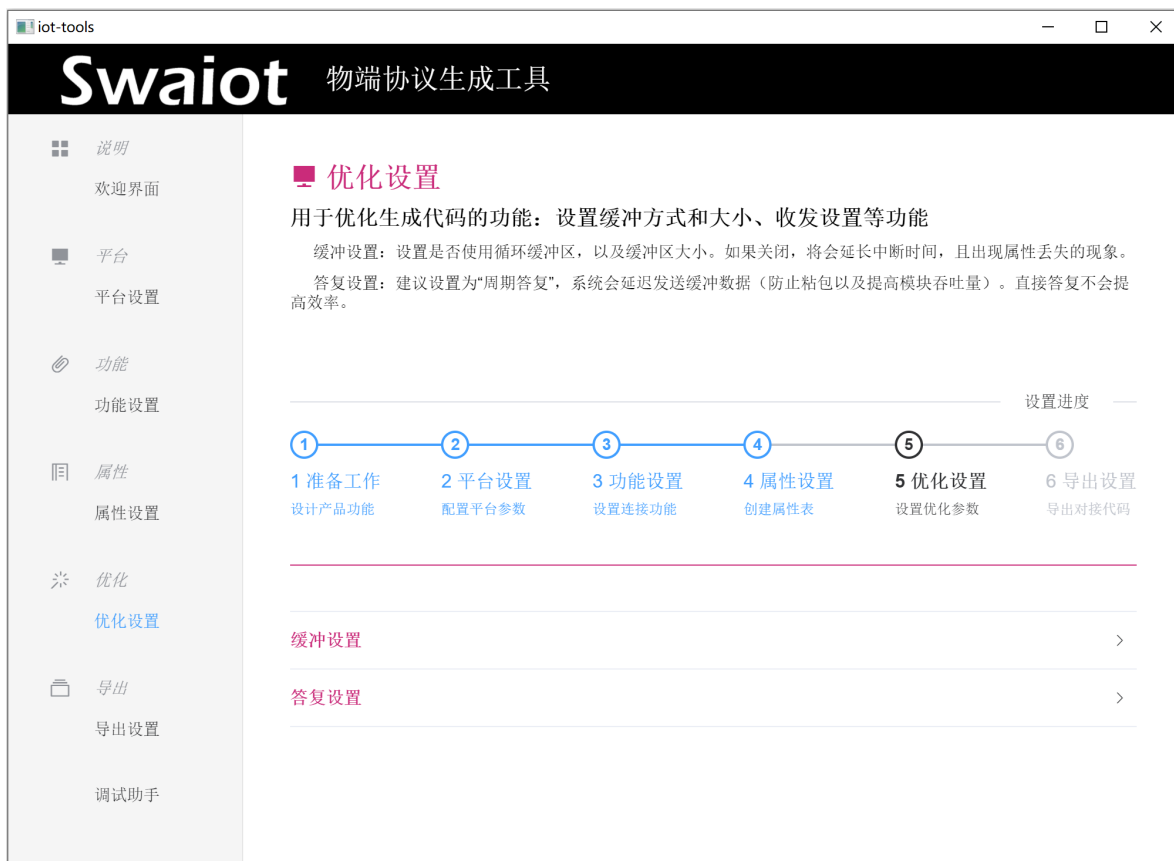 iot-tools
Swaiot 物端协议生成工具
说明
欢迎界面
平台
平台设置
功能
功能设置
属性
属性设置
优化
优化设置
导出
导出设置
调试助手
优化设置
用于优化生成代码的功能：设置缓冲方式和大小、收发设置等功能
缓冲设置：设置是否使用循环缓冲区，以及缓冲区大小。如果关闭，将会延长中断时间，且出现属性丢失的现象。
答复设置：建议设置为“周期答复”，系统会延迟发送缓冲数据（防止粘包以及提高模块吞吐量）。直接答复不会提
高效率。
设置进度
1 2 3 4 5 6
1 准备工作 2 平台设置 3 功能设置 4 属性设置 5 优化设置 6 导出设置
设计产品功能 配置平台参数 设置连接功能 创建属性表 设置优化参数 导出对接代码
缓冲设置
答复设置